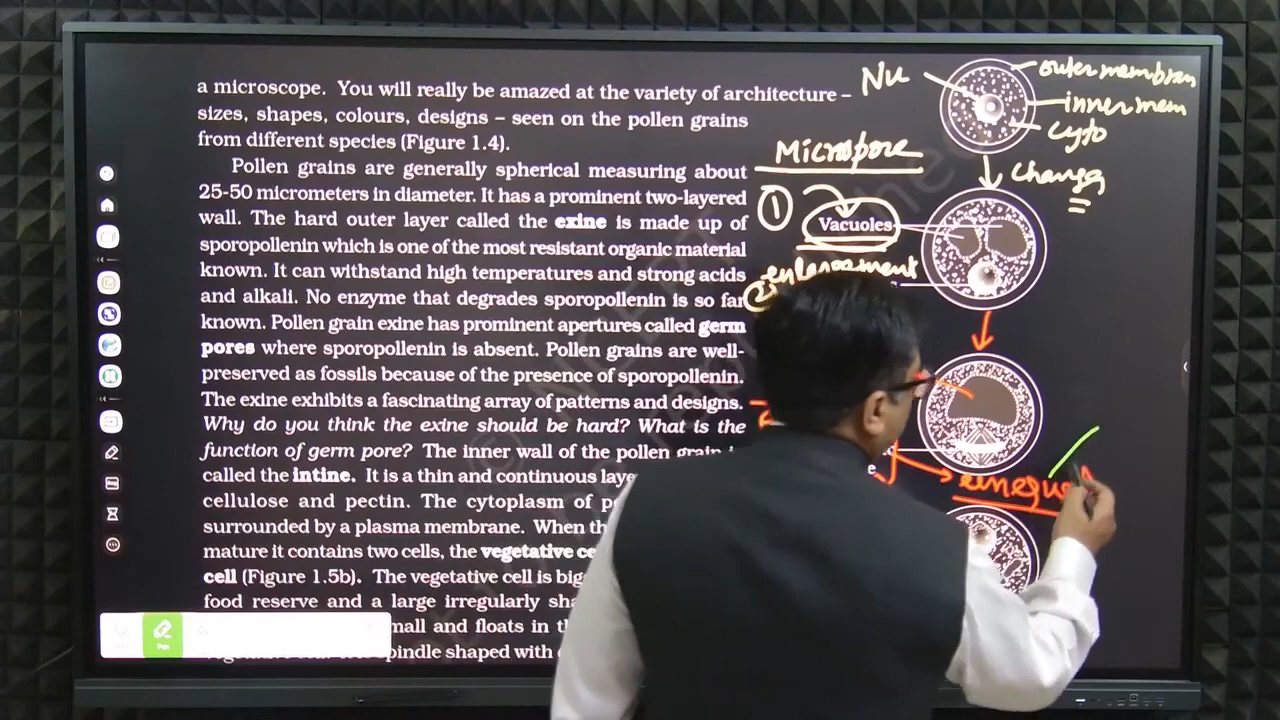 a microscope. You will really be amazed at the variety of architecture –
sizes, shapes, colours, designs – seen on the pollen grains
from different species (Figure 1.4).
Pollen grains are generally spherical measuring about
25-50 micrometers in diameter. It has a prominent two-layered
wall. The hard outer layer called the exine is made up of
sporopollenin which is one of the most resistant organic material
known. It can withstand high temperatures and strong acids
and alkali. No enzyme that degrades sporopollenin is so far
known. Pollen grain exine has prominent apertures called germ
pores where sporopollenin is absent. Pollen grains are well-
preserved as fossils because of the presence of sporopollenin.
The exine exhibits a fascinating array of patterns and designs.
Why do you think the exine should be hard? What is the
function of germ pore? The inner wall of the pollen grain
called the intine. It is a thin and continuous
cellulose and pectin. The cytoplasm of
surrounded by a plasma membrane. When
mature it contains two cells, the vegetative
cell (Figure 1.5b). The vegetative cell is
food reserve and a large irregularly
mall and floats in
pindle shaped with
Nu
outer membran
inner mem
cyto
Change
Microspore
1
Vacuoles
enlargement
2